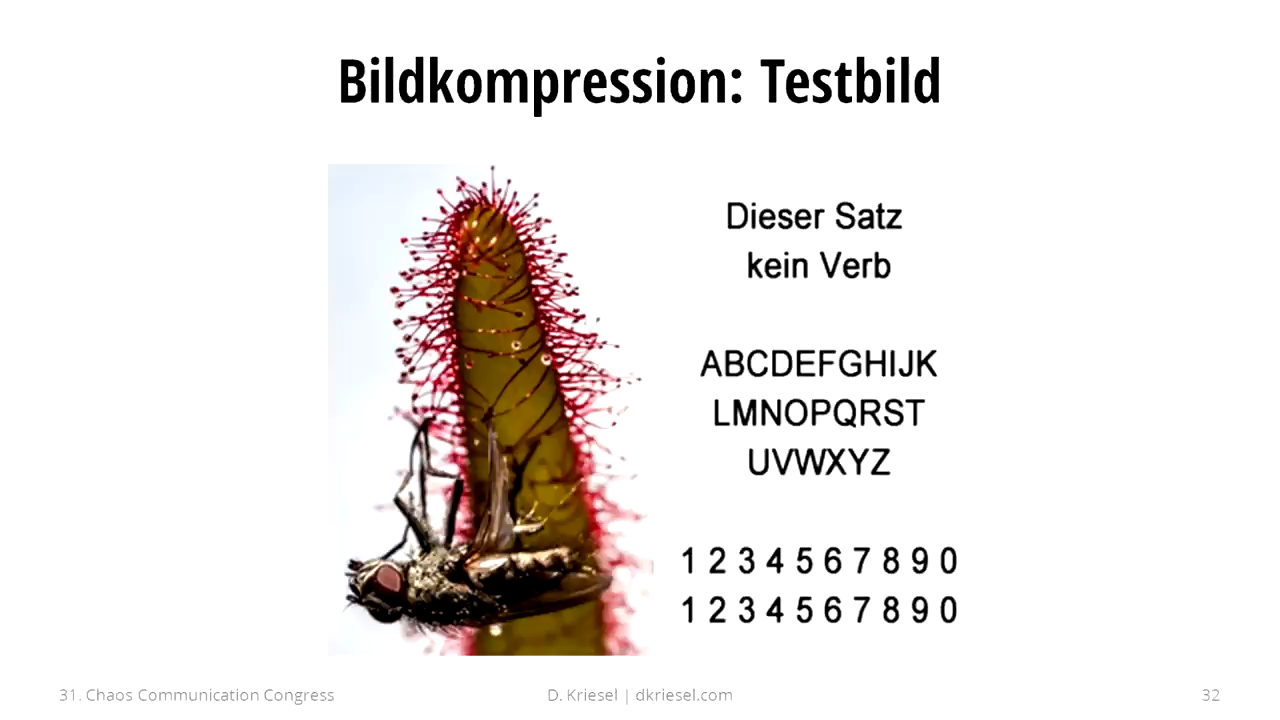 Bildkompression: Testbild
Dieser Satz
kein Verb
ABCDEFGHIJK
LMNOPQRST
UVWXYZ
1 2 3 4 5 6 7 8 9 0
1 2 3 4 5 6 7 8 9 0
31. Chaos Communication Congress
D. Kriesel | dkriesel.com
32